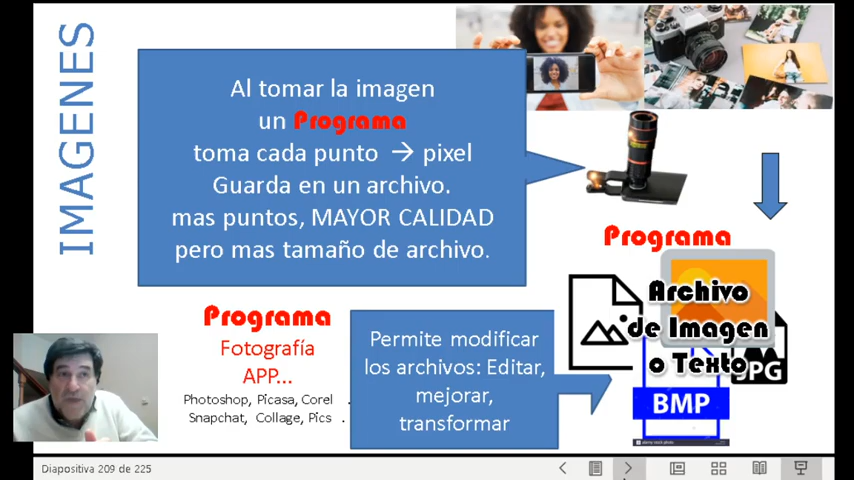 IMAGENES
Al tomar la imagen
un Programa
toma cada punto → pixel
Guarda en un archivo.
mas puntos, MAYOR CALIDAD
pero mas tamaño de archivo.
Programa
Archivo
de Imagen
o Texto
JPG
BMP
Programa
Fotografía
APP...
Photoshop, Picasa, Corel .
Snapchat, Collage, Pics .
Permite modificar
los archivos: Editar,
mejorar,
transformar
Diapositiva 209 de 225